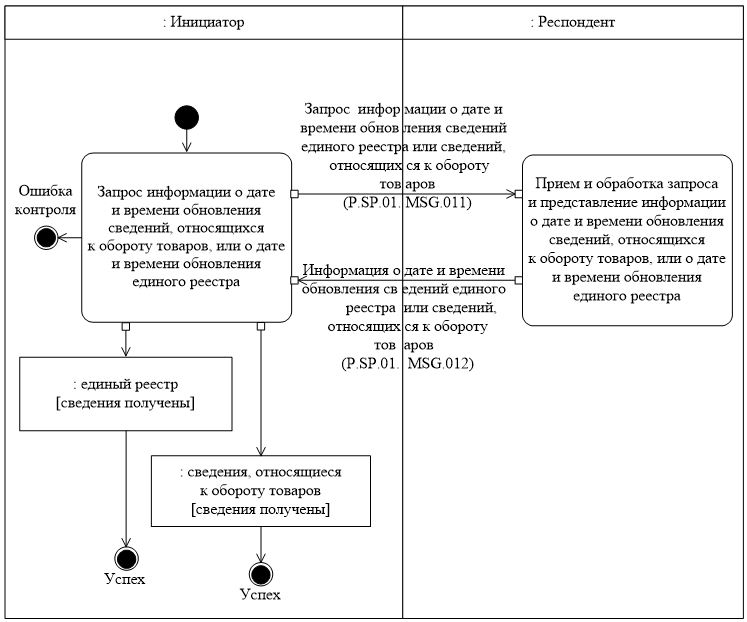 : Инициатор
: Респондент
Запрос информации о дате и
времени обновления сведений
единого реестра или сведений,
относящихся к обороту
товаров
(P.SP.01. MSG.011)
Ошибка
контроля
Запрос информации о дате
и времени обновления
сведений, относящихся
к обороту товаров, или о дате
и времени обновления
единого реестра
Прием и обработка запроса
и представление информации
о дате и времени обновления
сведений, относящихся
к обороту товаров, или о дате
и времени обновления
единого реестра
Информация о дате и времени
обновления сведений единого
реестра или сведений,
относящихся к обороту
товаров
(P.SP.01. MSG.012)
: единый реестр
[сведения получены]
: сведения, относящиеся
к обороту товаров
[сведения получены]
Успех
Успех